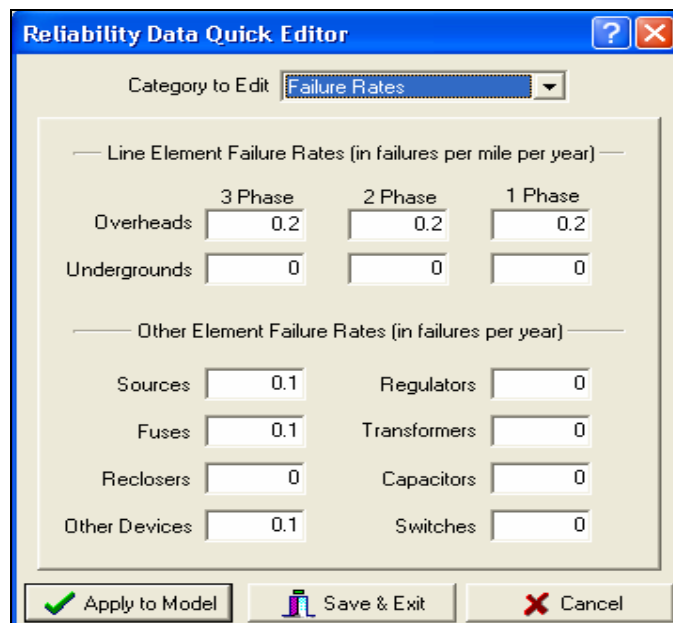 Reliability Data Quick Editor
Category to Edit Failure Rates
Line Element Failure Rates (in failures per mile per year)
3 Phase 2 Phase 1 Phase
Overheads 0.2 0.2 0.2
Undergrounds 0 0 0
Other Element Failure Rates (in failures per year)
Sources 0.1 Regulators 0
Fuses 0.1 Transformers 0
Reclosers 0 Capacitors 0
Other Devices 0.1 Switches 0
Apply to Model Save & Exit Cancel